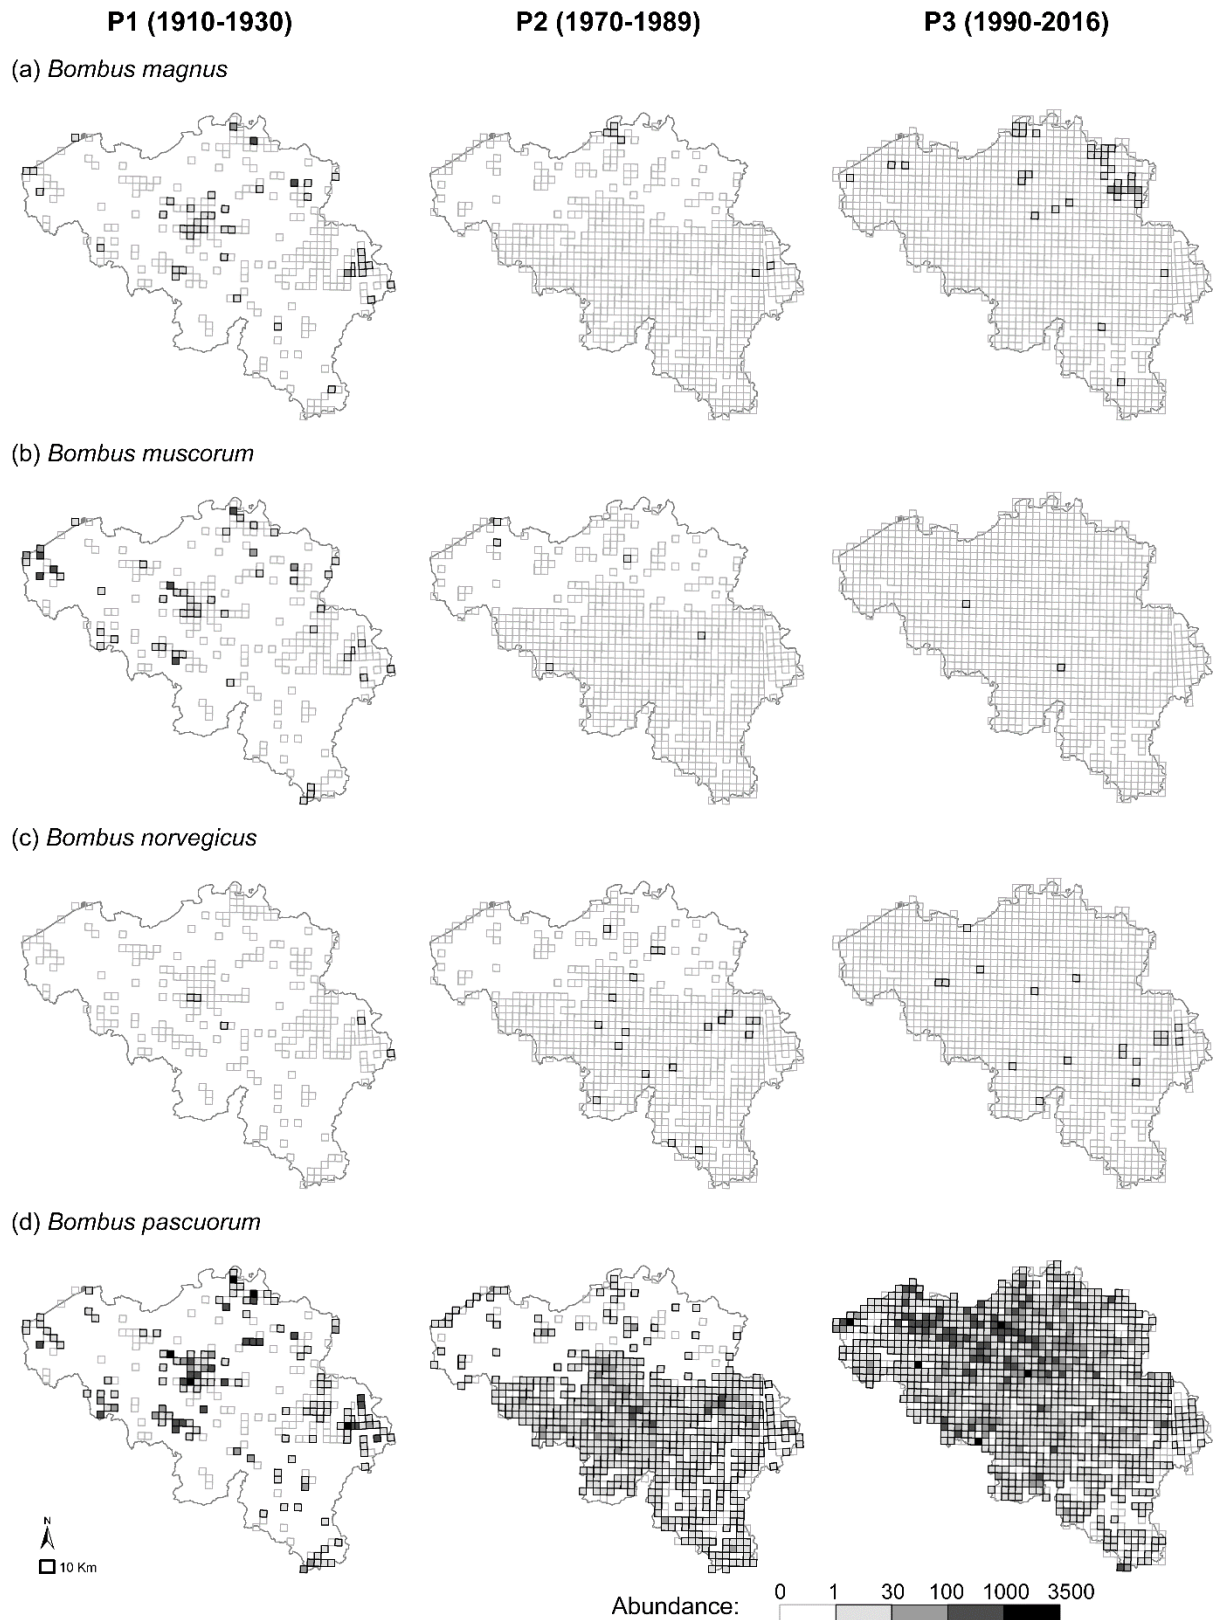 P1 (1910-1930) P2 (1970-1989) P3 (1990-2016)
(a) Bombus magnus
(b) Bombus muscorum
(c) Bombus norvegicus
(d) Bombus pascuorum
N
10 Km
0 1 30 100 1000 3500
Abundance: